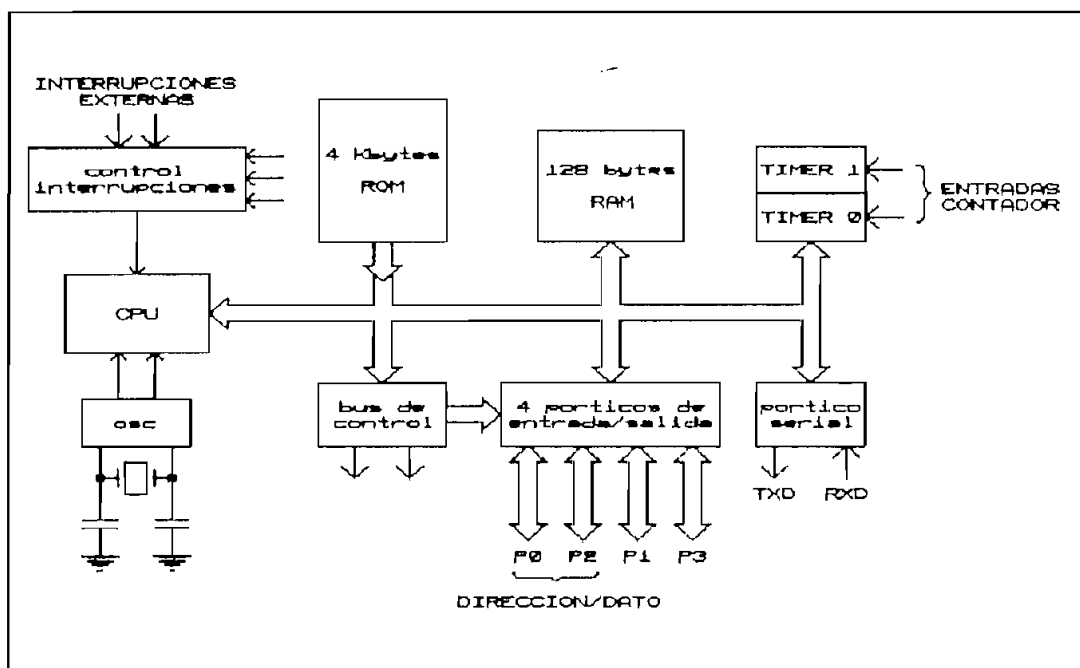 INTERRUPCIONES
EXTERNAS
control
interrupciones
4 Kbytes
ROM
128 bytes
RAM
TIMER 1
TIMER 0
ENTRADAS
CONTADOR
CPU
osc
bus de
control
4 porticos de
entrada/salida
portico
serial
TXD RXD
P0 P2 P1 P3
DIRECCION/DATO